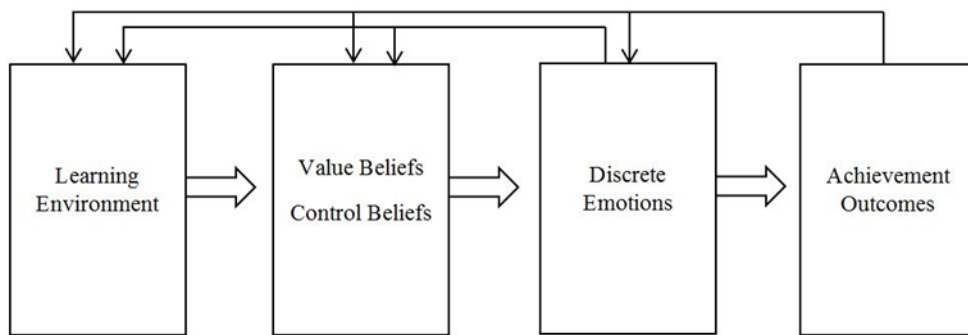 Learning
Environment
Value Beliefs
Control Beliefs
Discrete
Emotions
Achievement
Outcomes